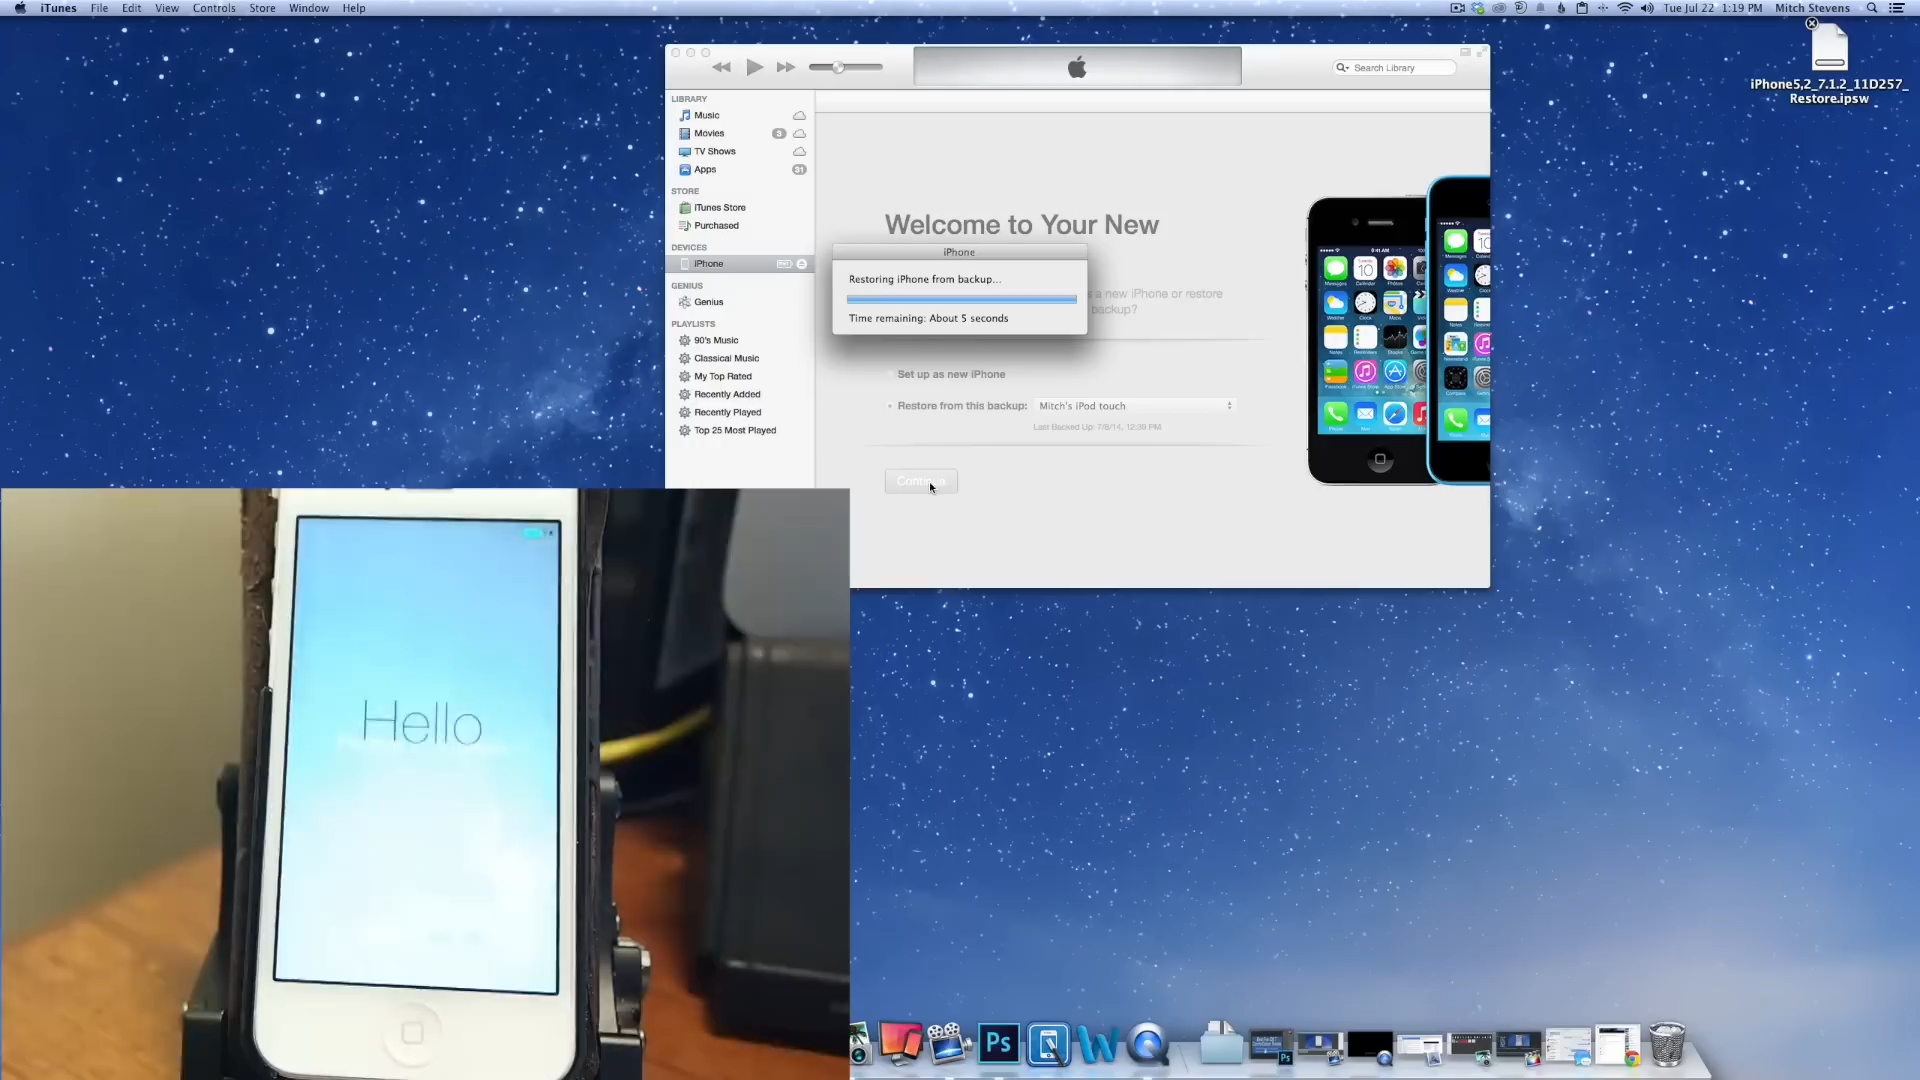 iTunes File Edit View Controls Store Window Help
Tue Jul 22 1:19 PM Mitch Stevens
iPhone5,2_7.1.2_11D257_
Restore.ipsw
Search Library
LIBRARY
Music
Movies 3
TV Shows
Apps 31
STORE
iTunes Store
Purchased
DEVICES
iPhone
GENIUS
Genius
PLAYLISTS
90's Music
Classical Music
My Top Rated
Recently Added
Recently Played
Top 25 Most Played
Welcome to Your New
iPhone
Restoring iPhone from backup...
Time remaining: About 5 seconds
a new iPhone or restore
backup?
Set up as new iPhone
Restore from this backup: Mitch's iPod touch
Continue
Hello
Ps